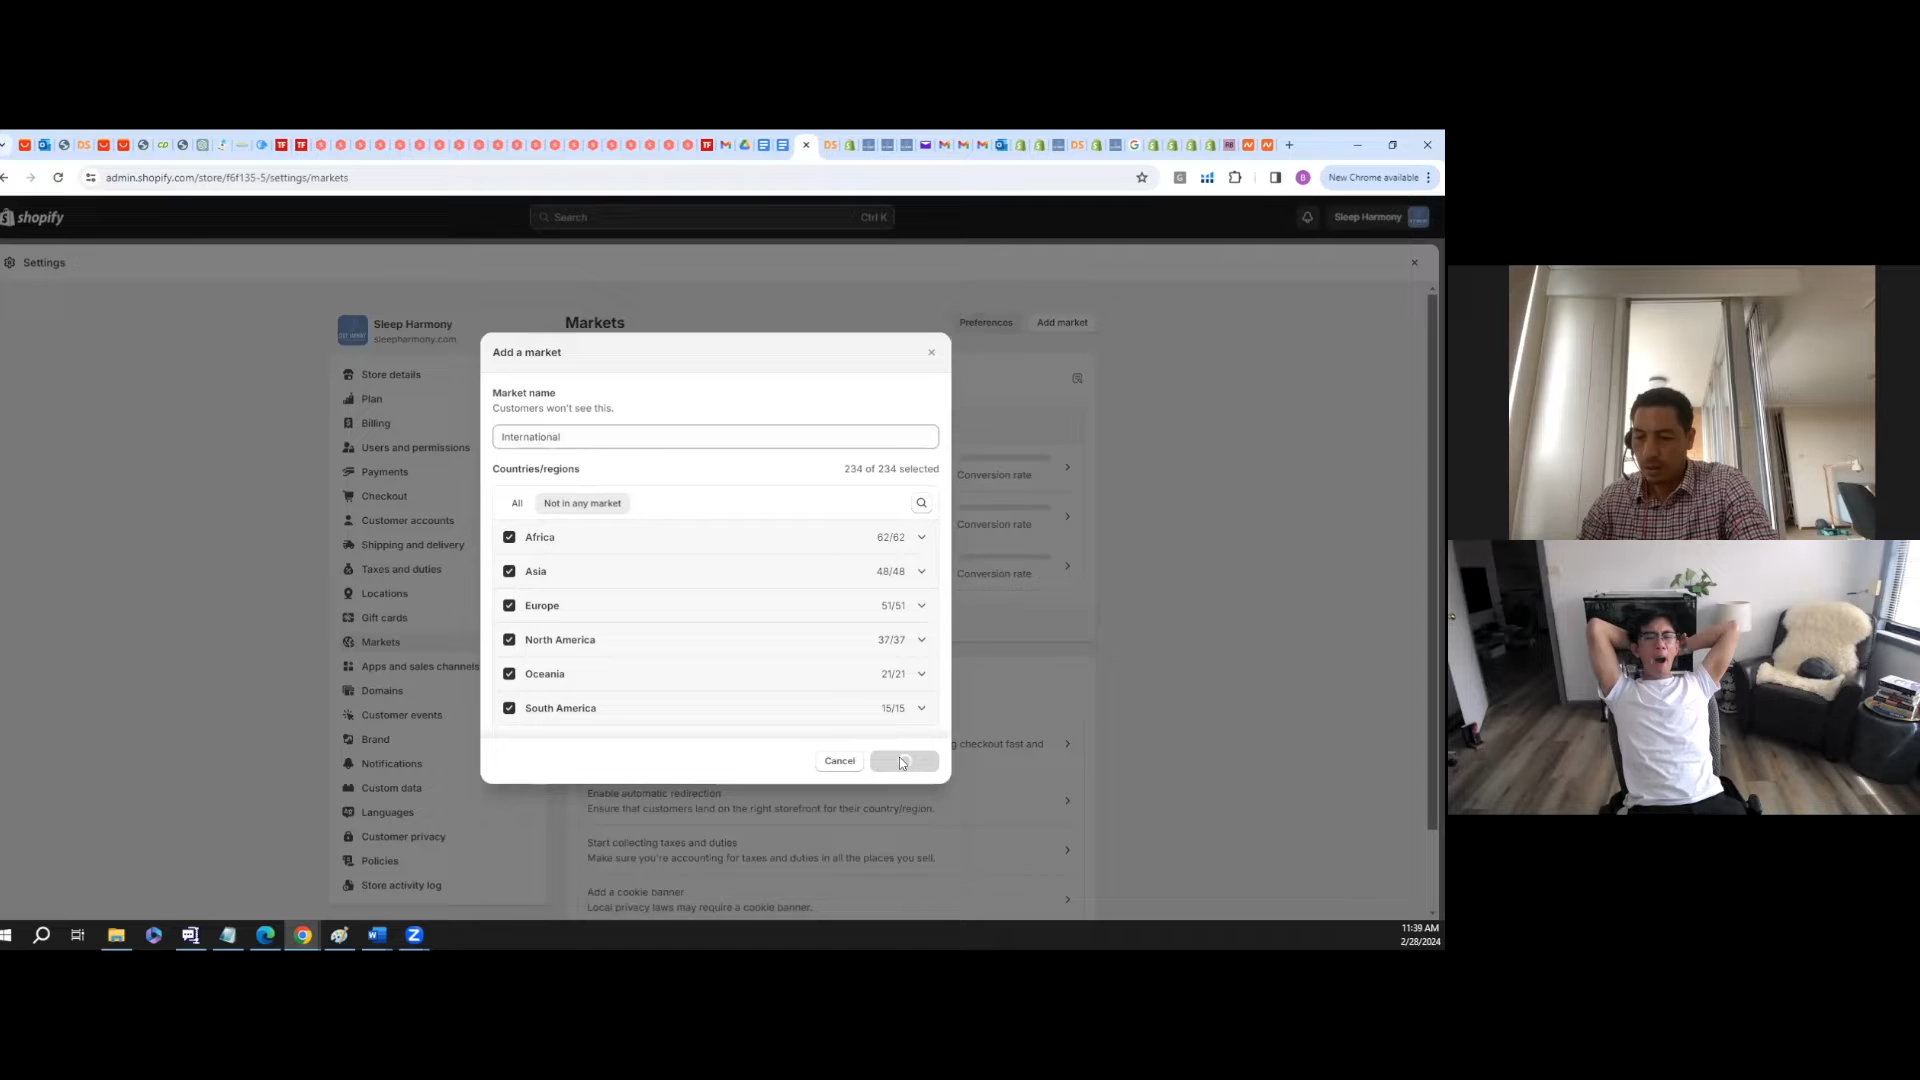 admin.shopify.com/store/f6f135-5/settings/markets
New Chrome available
shopify
Search
Ctrl K
Sleep Harmony
Settings
Sleep Harmony
sleepharmony.com
Store details
Plan
Billing
Users and permissions
Payments
Checkout
Customer accounts
Shipping and delivery
Taxes and duties
Locations
Gift cards
Markets
Apps and sales channels
Domains
Customer events
Brand
Notifications
Custom data
Languages
Customer privacy
Policies
Store activity log
Markets
Preferences
Add market
Add a market
Market name
Customers won't see this.
International
Countries/regions
234 of 234 selected
All
Not in any market
Africa
62/62
Asia
48/48
Europe
51/51
North America
37/37
Oceania
21/21
South America
15/15
Cancel
Conversion rate
Conversion rate
Conversion rate
g checkout fast and
Enable automatic redirection
Ensure that customers land on the right storefront for their country/region.
Start collecting taxes and duties
Make sure you're accounting for taxes and duties in all the places you sell.
Add a cookie banner
Local privacy laws may require a cookie banner.
11:39 AM
2/28/2024